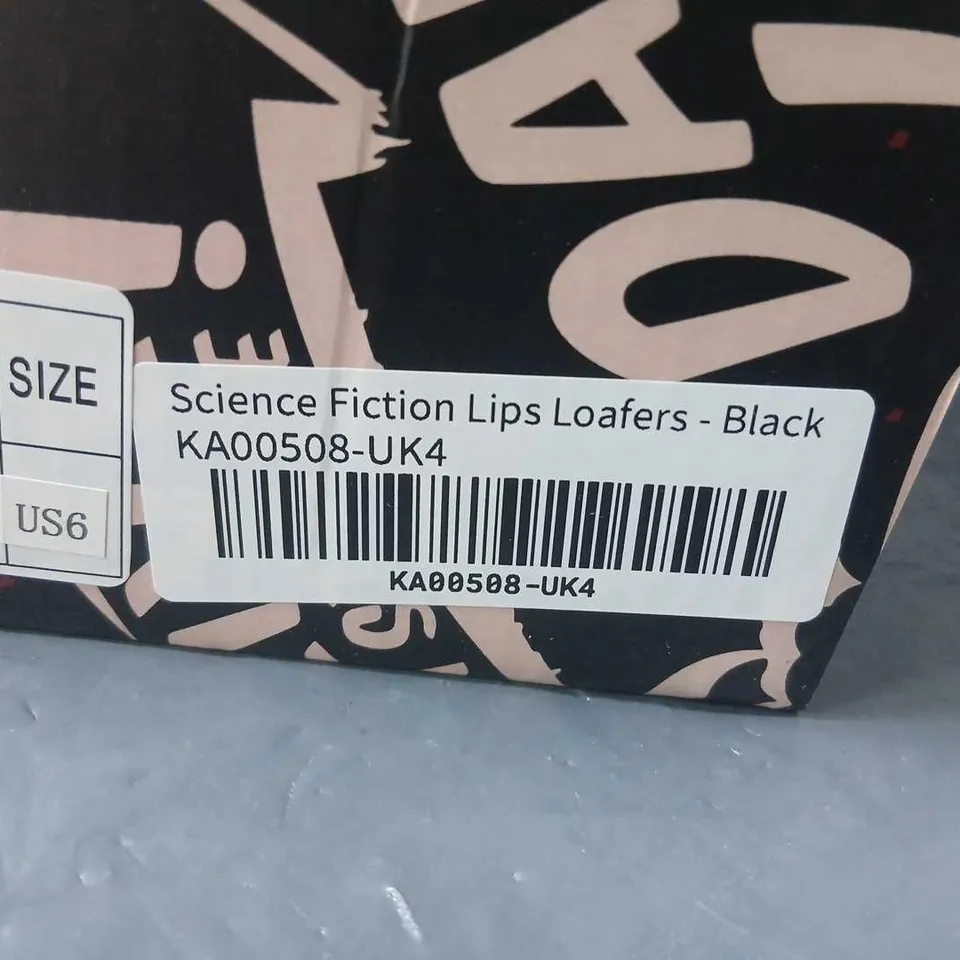 SIZE
US6
Science Fiction Lips Loafers - Black
KA00508-UK4
KA00508-UK4